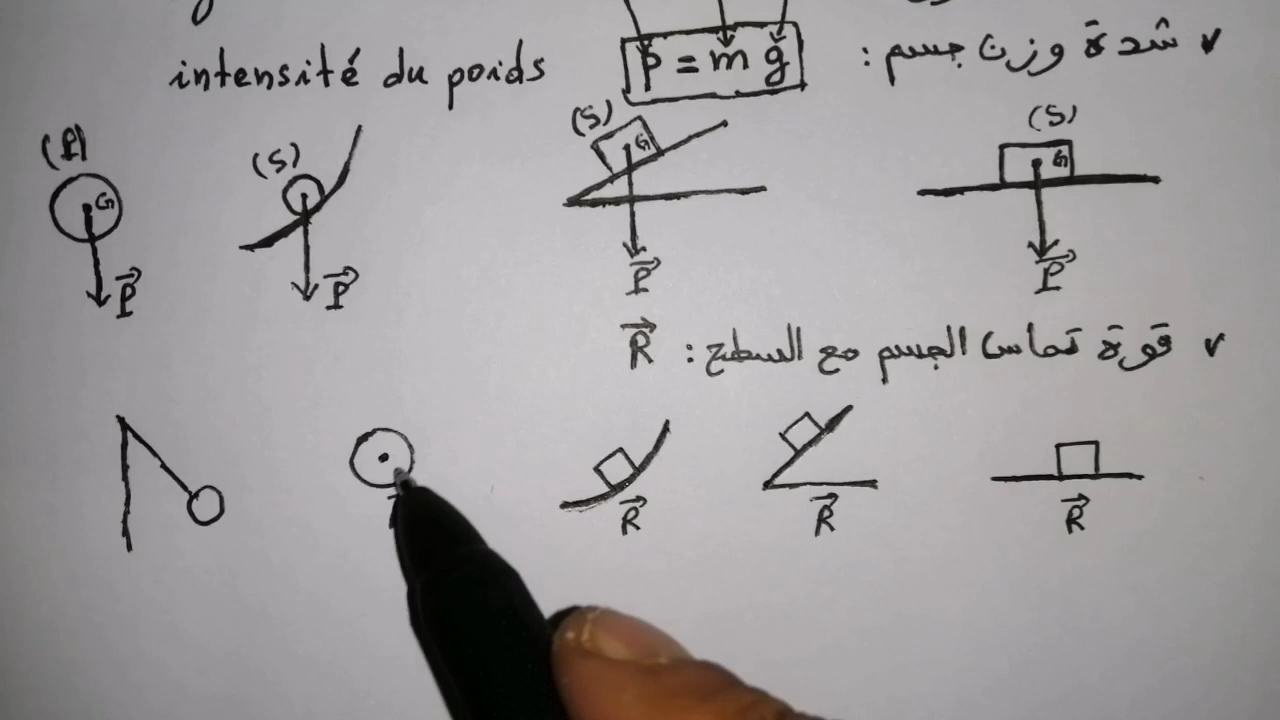 ✓ شدة وزن جسم : p = m g intensité du poids
(P) (S) (S) (S)
G G G
P P P P
✓ قوة تماس الجسم مع السطح : R
R R R